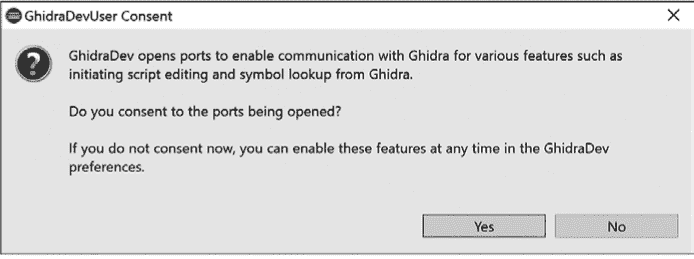 GhidraDevUser Consent
GhidraDev opens ports to enable communication with Ghidra for various features such as
initiating script editing and symbol lookup from Ghidra.
Do you consent to the ports being opened?
If you do not consent now, you can enable these features at any time in the GhidraDev
preferences.
Yes No